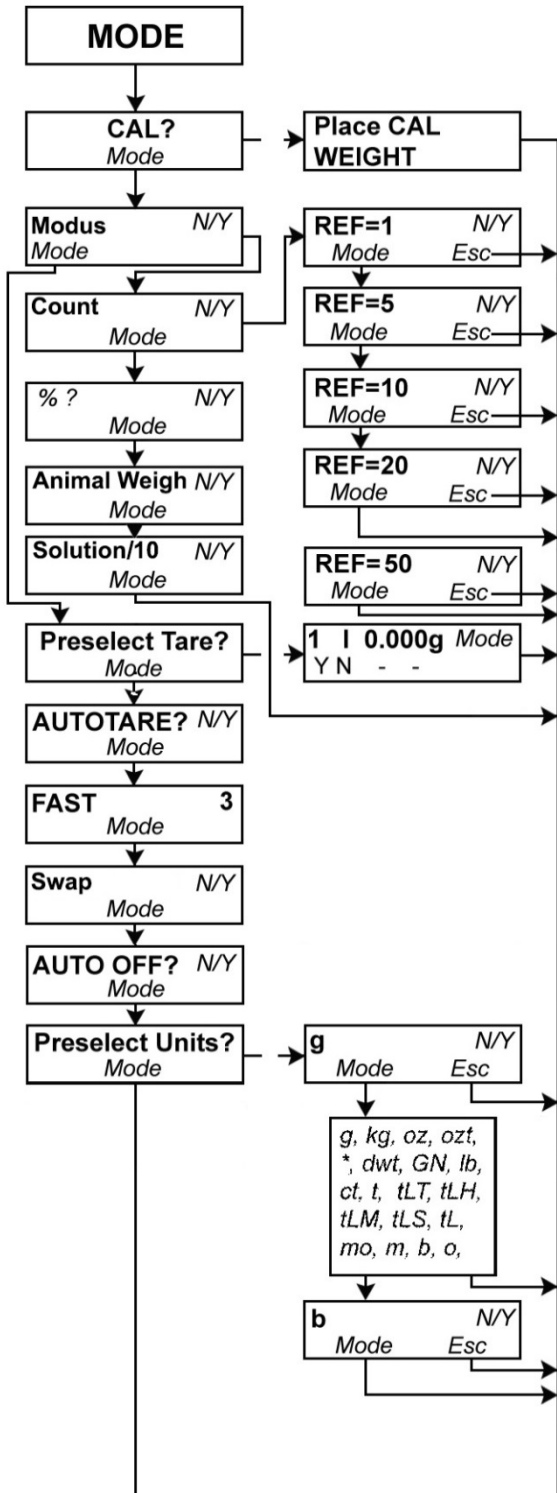 MODE
CAL?
Mode
Place CAL
WEIGHT
Modus N/Y
Mode
REF=1 N/Y
Mode Esc
Count N/Y
Mode
REF=5 N/Y
Mode Esc
% ? N/Y
Mode
REF=10 N/Y
Mode Esc
Animal Weigh N/Y
Mode
REF=20 N/Y
Mode Esc
Solution/10 N/Y
Mode
REF=50 N/Y
Mode Esc
Preselect Tare?
Mode
1 I 0.000g Mode
Y N - -
AUTOTARE? N/Y
Mode
FAST 3
Mode
Swap N/Y
Mode
AUTO OFF? N/Y
Mode
Preselect Units?
Mode
g N/Y
Mode Esc
g, kg, oz, ozt,
*, dwt, GN, lb,
ct, t, tLT, tLH,
tLM, tLS, tL,
mo, m, b, o,
b N/Y
Mode Esc